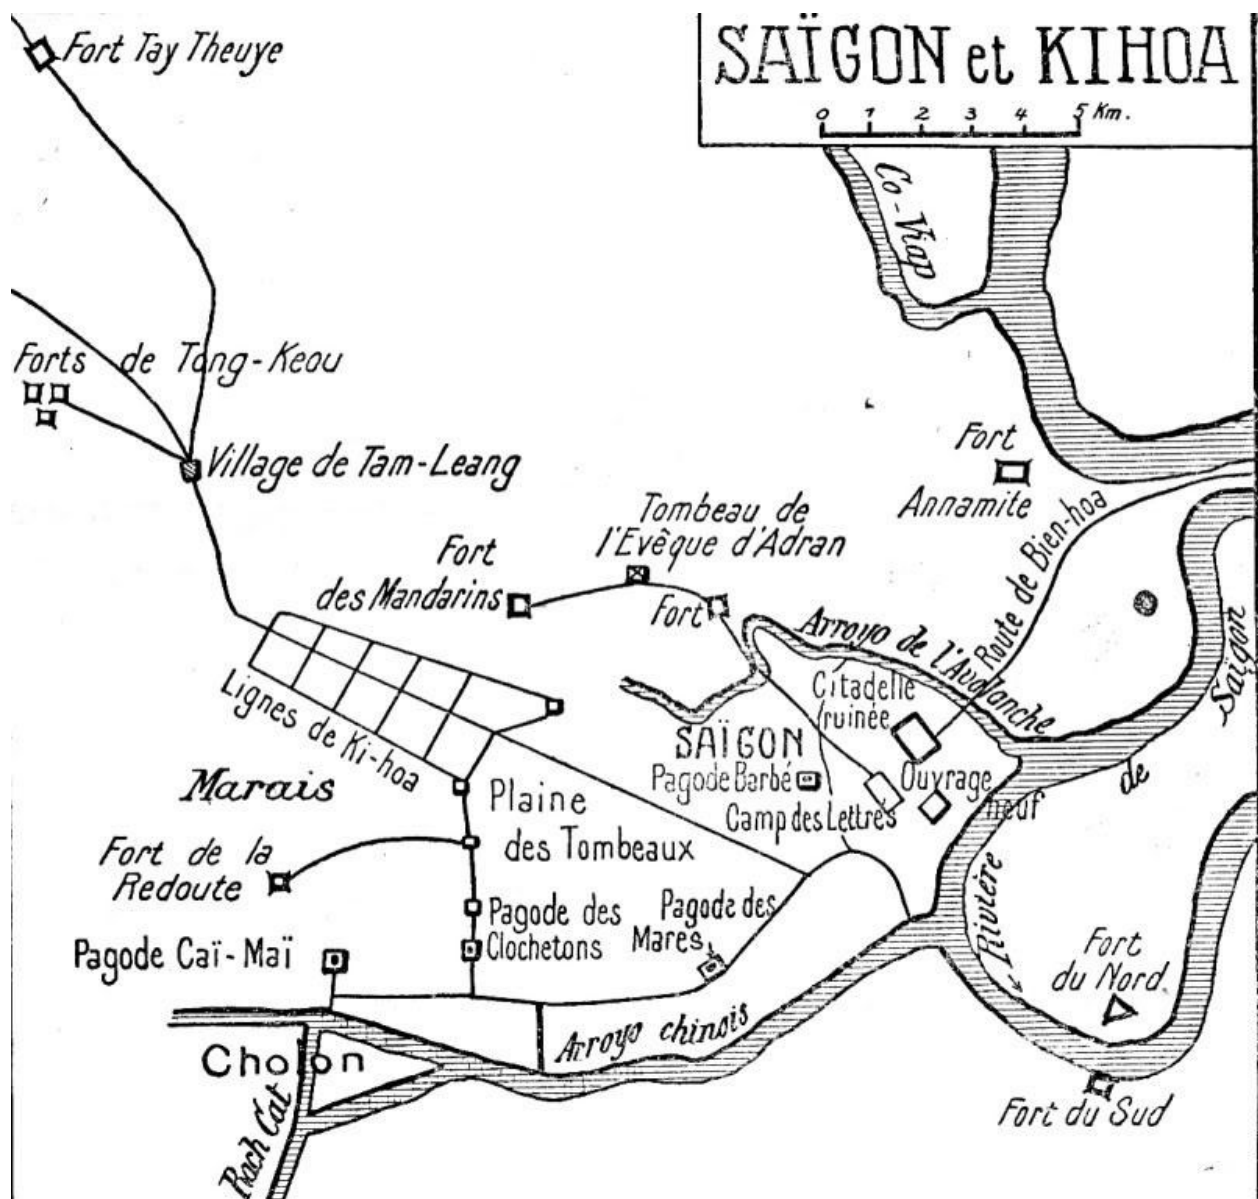 SAÏGON et KIHOA
0 1 2 3 4 5 Km.
Fort Tay Theuye
Co-Viap
Forts de Tong-Keou
Village de Tam-Leang
Fort
Annamite
Route de Bien-hoa
Tombeau de
l'Evêque d'Adran
Fort
des Mandarins
Fort
Arroyo de l'Avalanche
Citadelle
(ruinée
Lignes de Ki-hoa
SAÏGON
Pagode Barbé
Ouvrage
neuf
Camp des Lettrés
Marais
Plaine
des Tombeaux
Rivière de Saïgon
Fort de la
Redoute
Pagode des
Clochetons
Pagode des
Mares
Pagode Caï-Maï
Fort
du Nord
Arroyo chinois
Cholon
Rach Cat
Fort du Sud